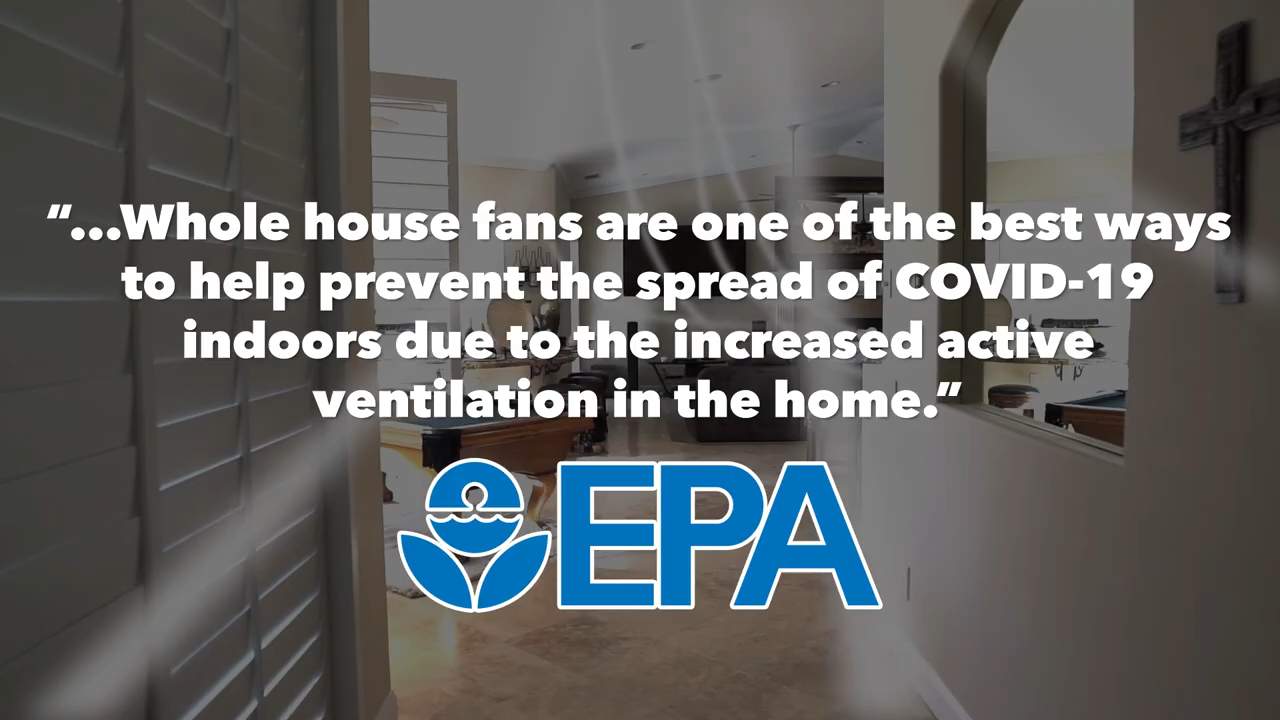 “...Whole house fans are one of the best ways
to help prevent the spread of COVID-19
indoors due to the increased active
ventilation in the home.”
EPA